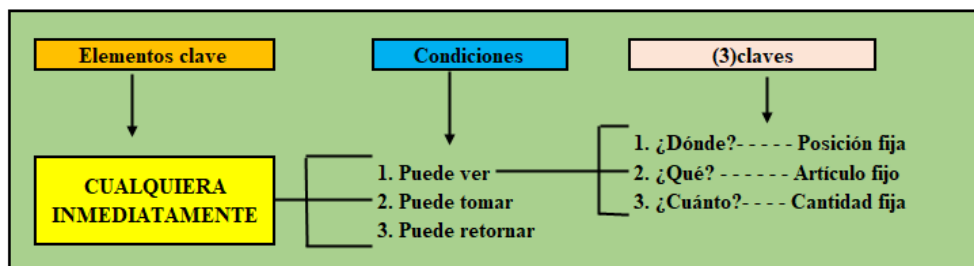 Elementos clave
Condiciones
(3)claves
CUALQUIERA
INMEDIATAMENTE
1. Puede ver
2. Puede tomar
3. Puede retornar
1. ¿Dónde?- - - - - Posición fija
2. ¿Qué? - - - - - - Artículo fijo
3. ¿Cuánto?- - - - Cantidad fija